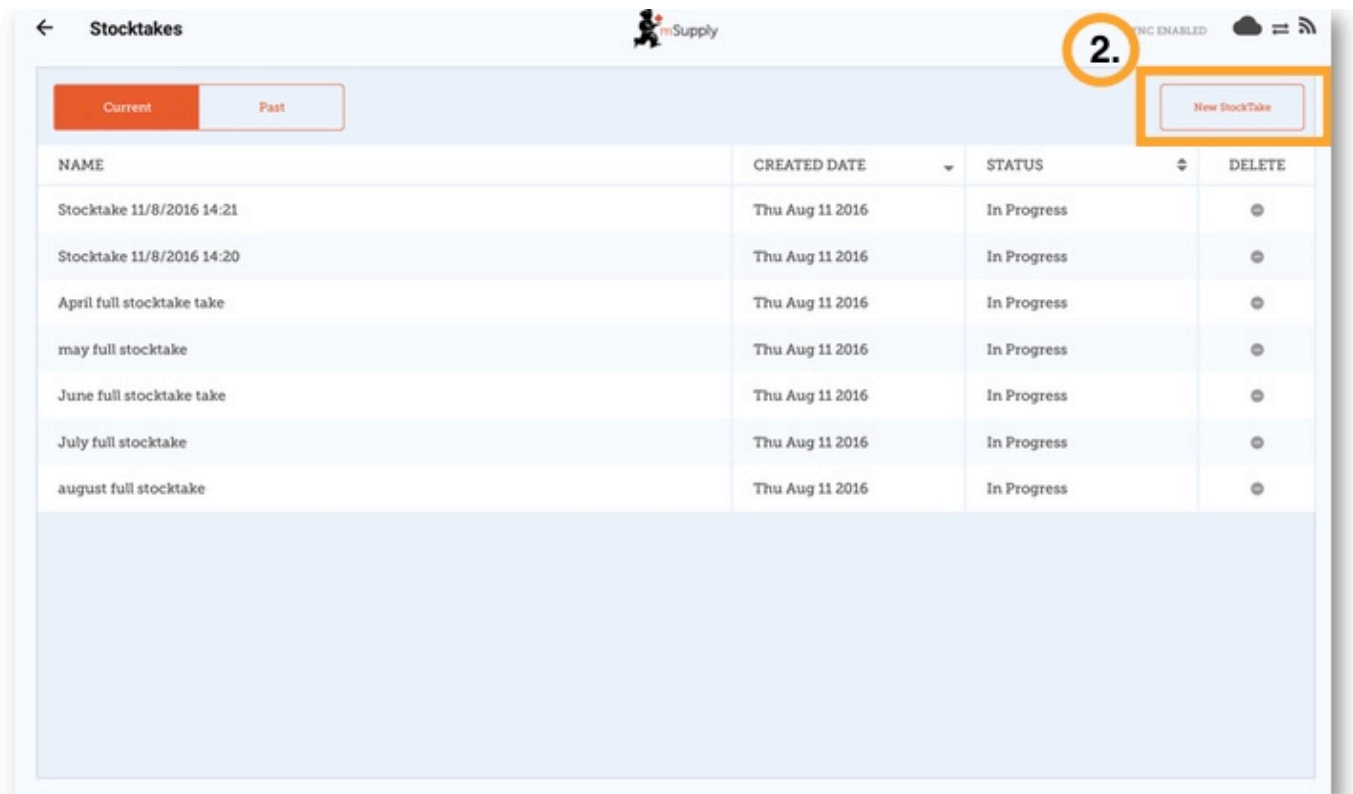 Stocktakes
mSupply
YNC ENABLED
2.
Current Past
New StockTake
NAME CREATED DATE STATUS DELETE
Stocktake 11/8/2016 14:21 Thu Aug 11 2016 In Progress
Stocktake 11/8/2016 14:20 Thu Aug 11 2016 In Progress
April full stocktake take Thu Aug 11 2016 In Progress
may full stocktake Thu Aug 11 2016 In Progress
June full stocktake take Thu Aug 11 2016 In Progress
July full stocktake Thu Aug 11 2016 In Progress
august full stocktake Thu Aug 11 2016 In Progress